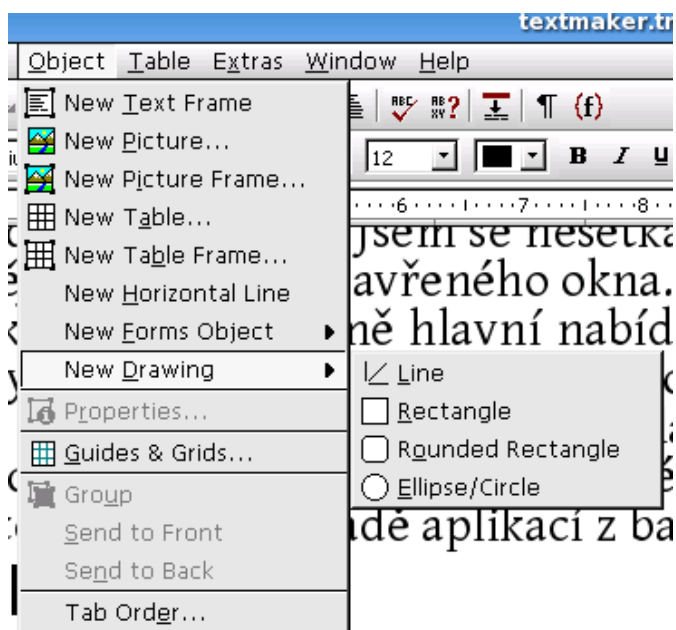 textmaker.t
Object Table Extras Window Help
New Text Frame
New Picture...
New Picture Frame...
New Table...
New Table Frame...
New Horizontal Line
New Forms Object
New Drawing
Properties...
Guides & Grids...
Group
Send to Front
Send to Back
Tab Order...
Line
Rectangle
Rounded Rectangle
Ellipse/Circle
ABC ?
¶ {f}
12 B I U
6 7 8
jsem se nesetka
avřeného okna.
ně hlavní nabíd
adě aplikací z ba